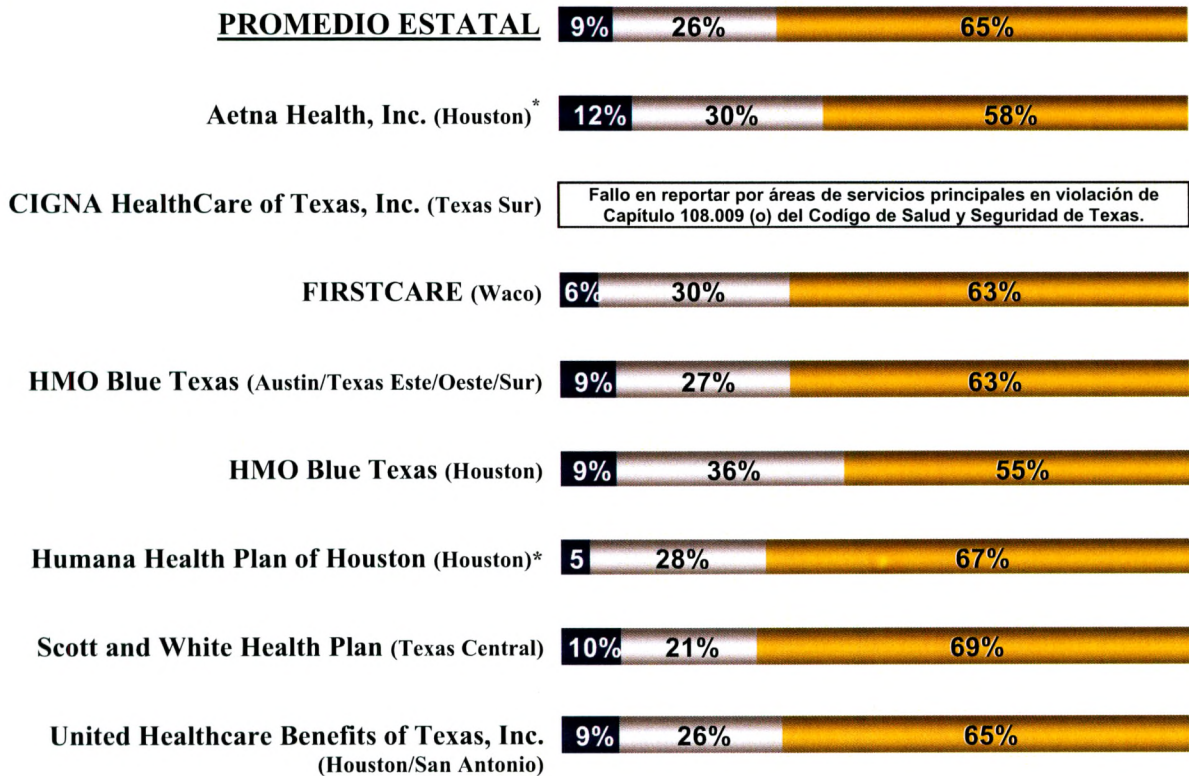 PROMEDIO ESTATAL 9% 26% 65%
Aetna Health, Inc. (Houston)* 12% 30% 58%
CIGNA HealthCare of Texas, Inc. (Texas Sur) Fallo en reportar por áreas de servicios principales en violación de
Capítulo 108.009 (o) del Codígo de Salud y Seguridad de Texas.
FIRSTCARE (Waco) 6% 30% 63%
HMO Blue Texas (Austin/Texas Este/Oeste/Sur) 9% 27% 63%
HMO Blue Texas (Houston) 9% 36% 55%
Humana Health Plan of Houston (Houston)* 5 28% 67%
Scott and White Health Plan (Texas Central) 10% 21% 69%
United Healthcare Benefits of Texas, Inc. 9% 26% 65%
(Houston/San Antonio)